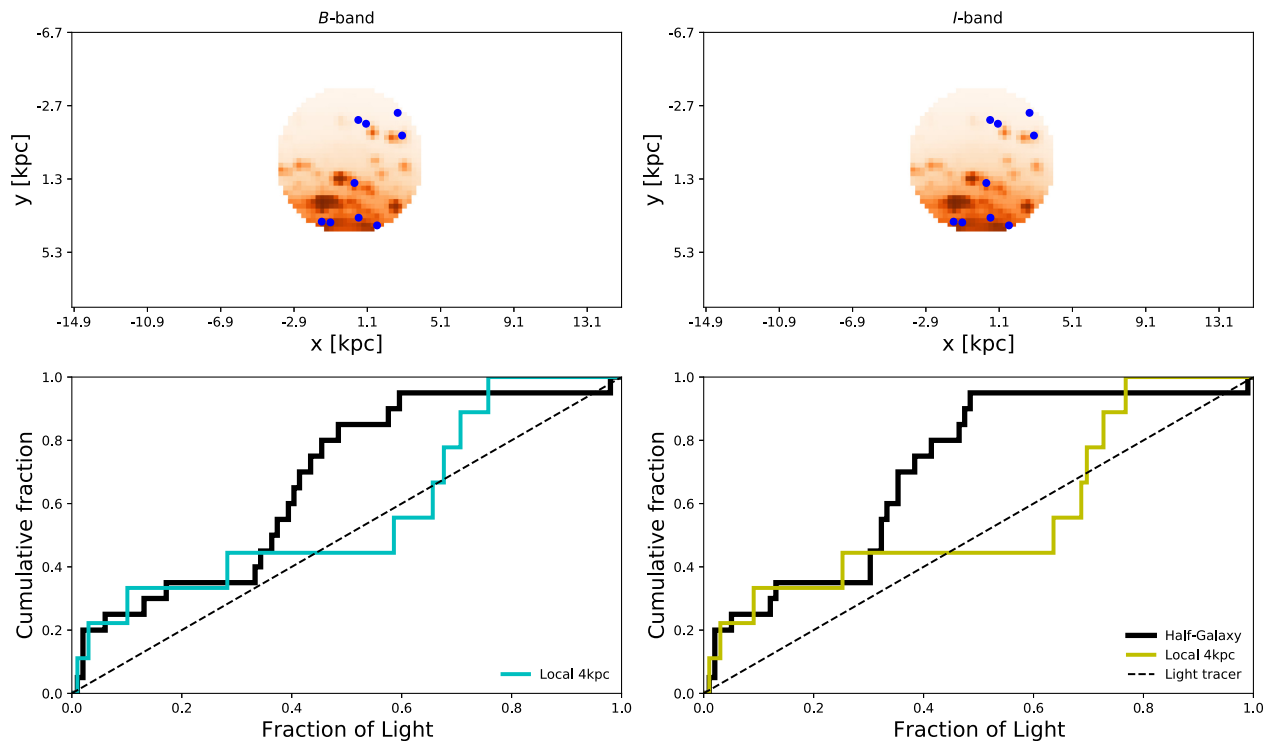 B-band
I-band
-6.7
-2.7
1.3
5.3
y [kpc]
-14.9 -10.9 -6.9 -2.9 1.1 5.1 9.1 13.1
x [kpc]
-6.7
-2.7
1.3
5.3
y [kpc]
-14.9 -10.9 -6.9 -2.9 1.1 5.1 9.1 13.1
x [kpc]
1.0
0.8
0.6
0.4
0.2
0.0
Cumulative fraction
Local 4kpc
0.0 0.2 0.4 0.6 0.8 1.0
Fraction of Light
1.0
0.8
0.6
0.4
0.2
0.0
Cumulative fraction
Half-Galaxy
Local 4kpc
Light tracer
0.0 0.2 0.4 0.6 0.8 1.0
Fraction of Light